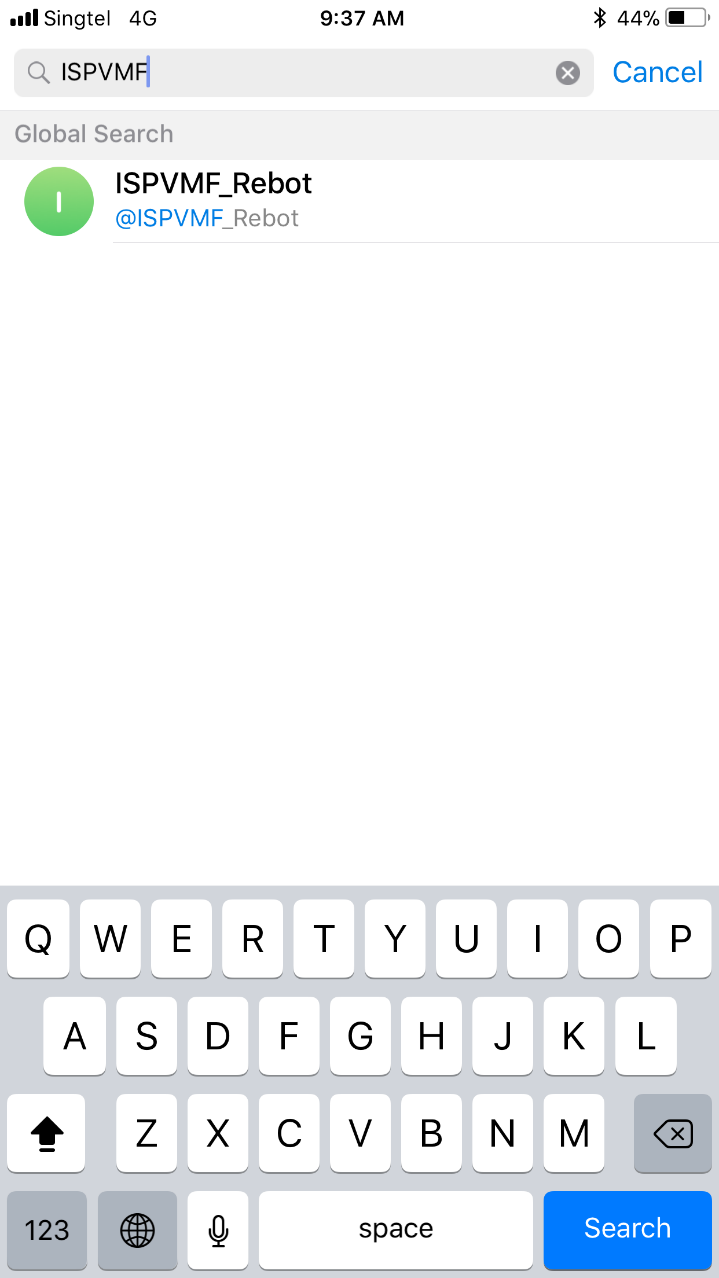 Singtel 4G 9:37 AM 44%
ISPVMF Cancel
Global Search
I
ISPVMF_Rebot
@ISPVMF_Rebot
Q W E R T Y U I O P
A S D F G H J K L
Z X C V B N M
123 space Search